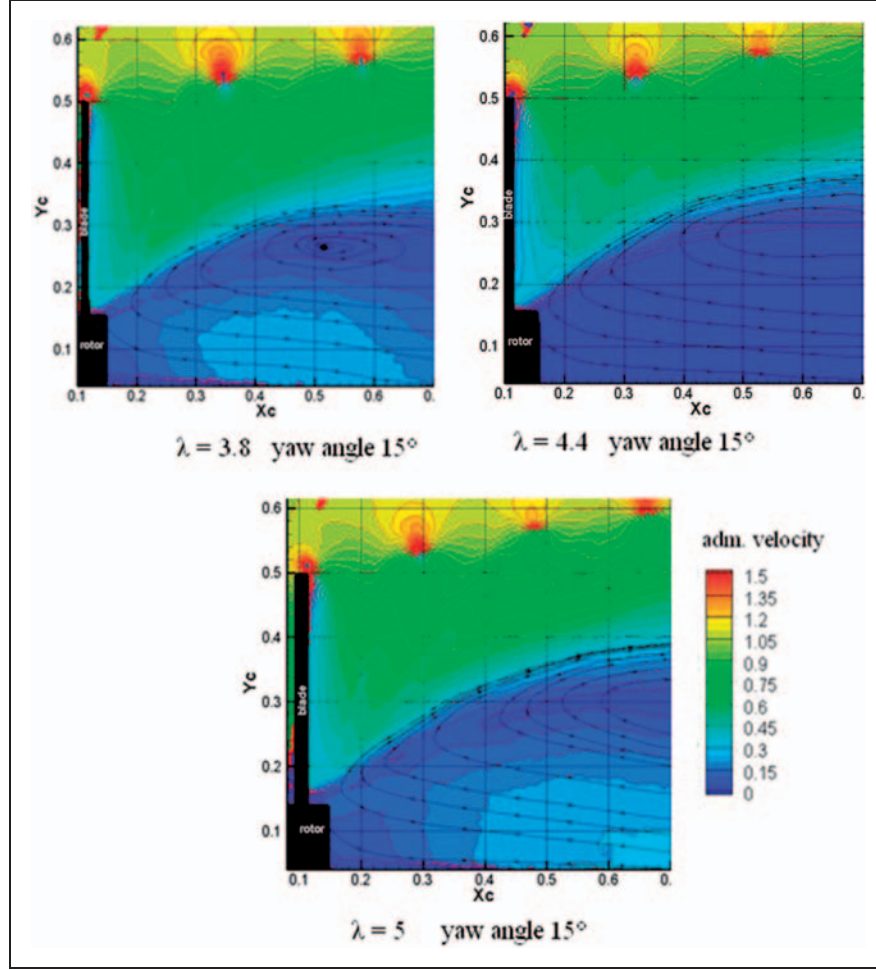 0.6
0.5
0.4
0.3
0.2
0.1
Yc
blade
rotor
0.1 0.2 0.3 0.4 0.5 0.6 0.
Xc
λ = 3.8 yaw angle 15°
0.6
0.5
0.4
0.3
0.2
0.1
Yc
blade
rotor
0.1 0.2 0.3 0.4 0.5 0.6 0.
Xc
λ = 4.4 yaw angle 15°
0.6
0.5
0.4
0.3
0.2
0.1
Yc
blade
rotor
0.1 0.2 0.3 0.4 0.5 0.6 0.
Xc
λ = 5 yaw angle 15°
adm. velocity
1.5
1.35
1.2
1.05
0.9
0.75
0.6
0.45
0.3
0.15
0